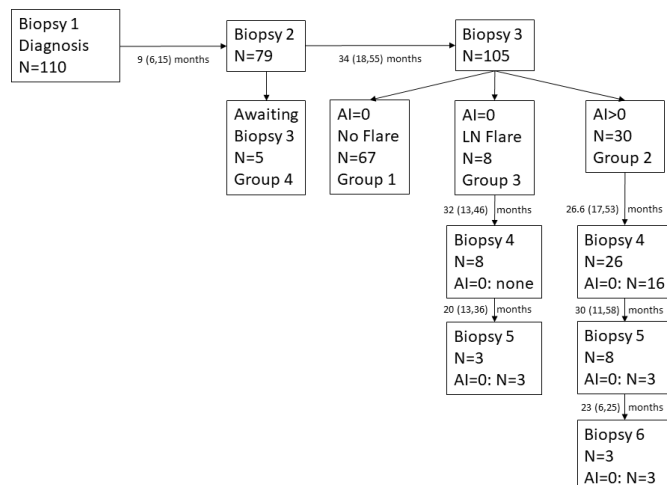 Biopsy 1
Diagnosis
N=110
9 (6,15) months
Biopsy 2
N=79
34 (18,55) months
Biopsy 3
N=105
Awaiting
Biopsy 3
N=5
Group 4
AI=0
No Flare
N=67
Group 1
AI=0
LN Flare
N=8
Group 3
AI>0
N=30
Group 2
32 (13,46) months
26.6 (17,53) months
Biopsy 4
N=8
AI=0: none
Biopsy 4
N=26
AI=0: N=16
20 (13,36) months
30 (11,58) months
Biopsy 5
N=3
AI=0: N=3
Biopsy 5
N=8
AI=0: N=3
23 (6,25) months
Biopsy 6
N=3
AI=0: N=3